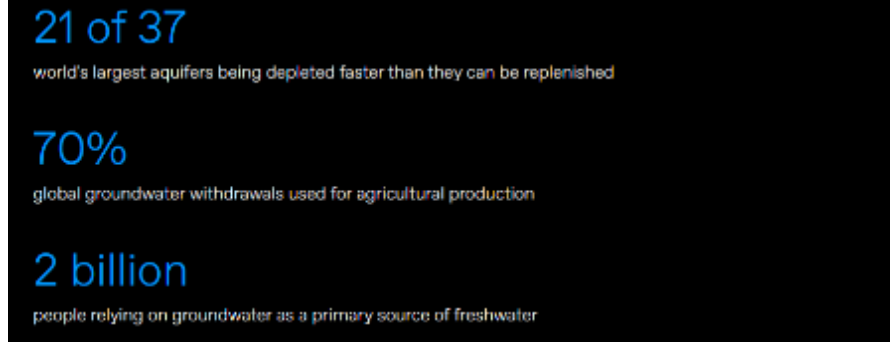 21 of 37
world's largest aquifers being depleted faster than they can be replenished
70%
global groundwater withdrawals used for agricultural production
2 billion
people relying on groundwater as a primary source of freshwater